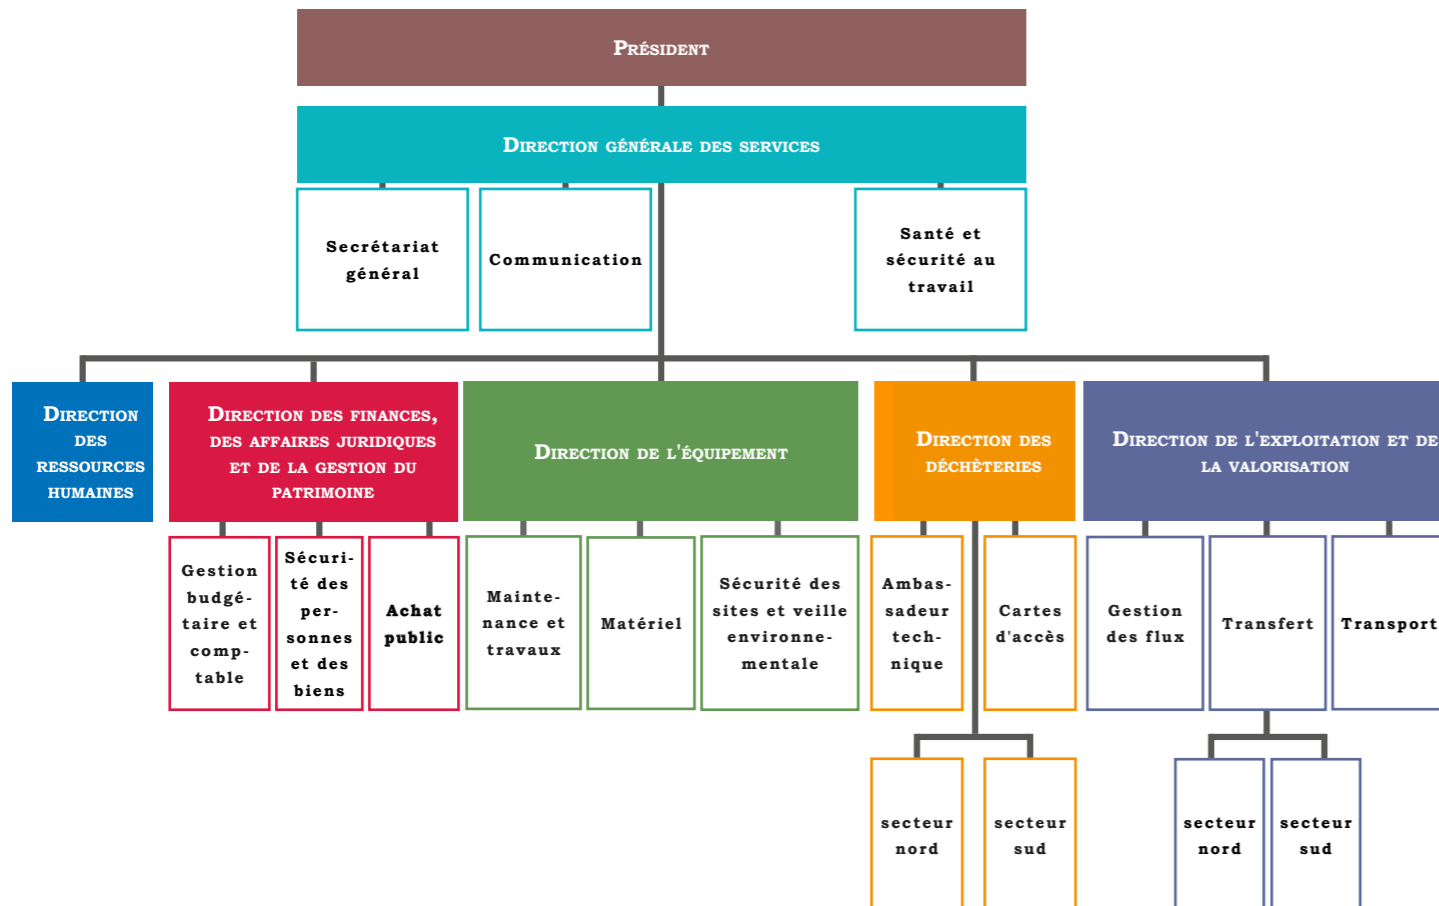 Président
Direction générale des services
Secrétariat
général
Communication
Santé et
sécurité au
travail
Direction
des
ressources
humaines
Direction des finances,
des affaires juridiques
et de la gestion du
patrimoine
Direction de l'équipement
Direction des
déchèteries
Direction de l'exploitation et de
la valorisation
Gestion
budgé-
taire et
comp-
table
Sécuri-
té des
per-
sonnes
et des
biens
Achat
public
Mainte-
nance et
travaux
Matériel
Sécurité des
sites et veille
environne-
mentale
Ambas-
sadeur
tech-
nique
Cartes
d'accès
Gestion
des flux
Transfert
Transport
secteur
nord
secteur
sud
secteur
nord
secteur
sud